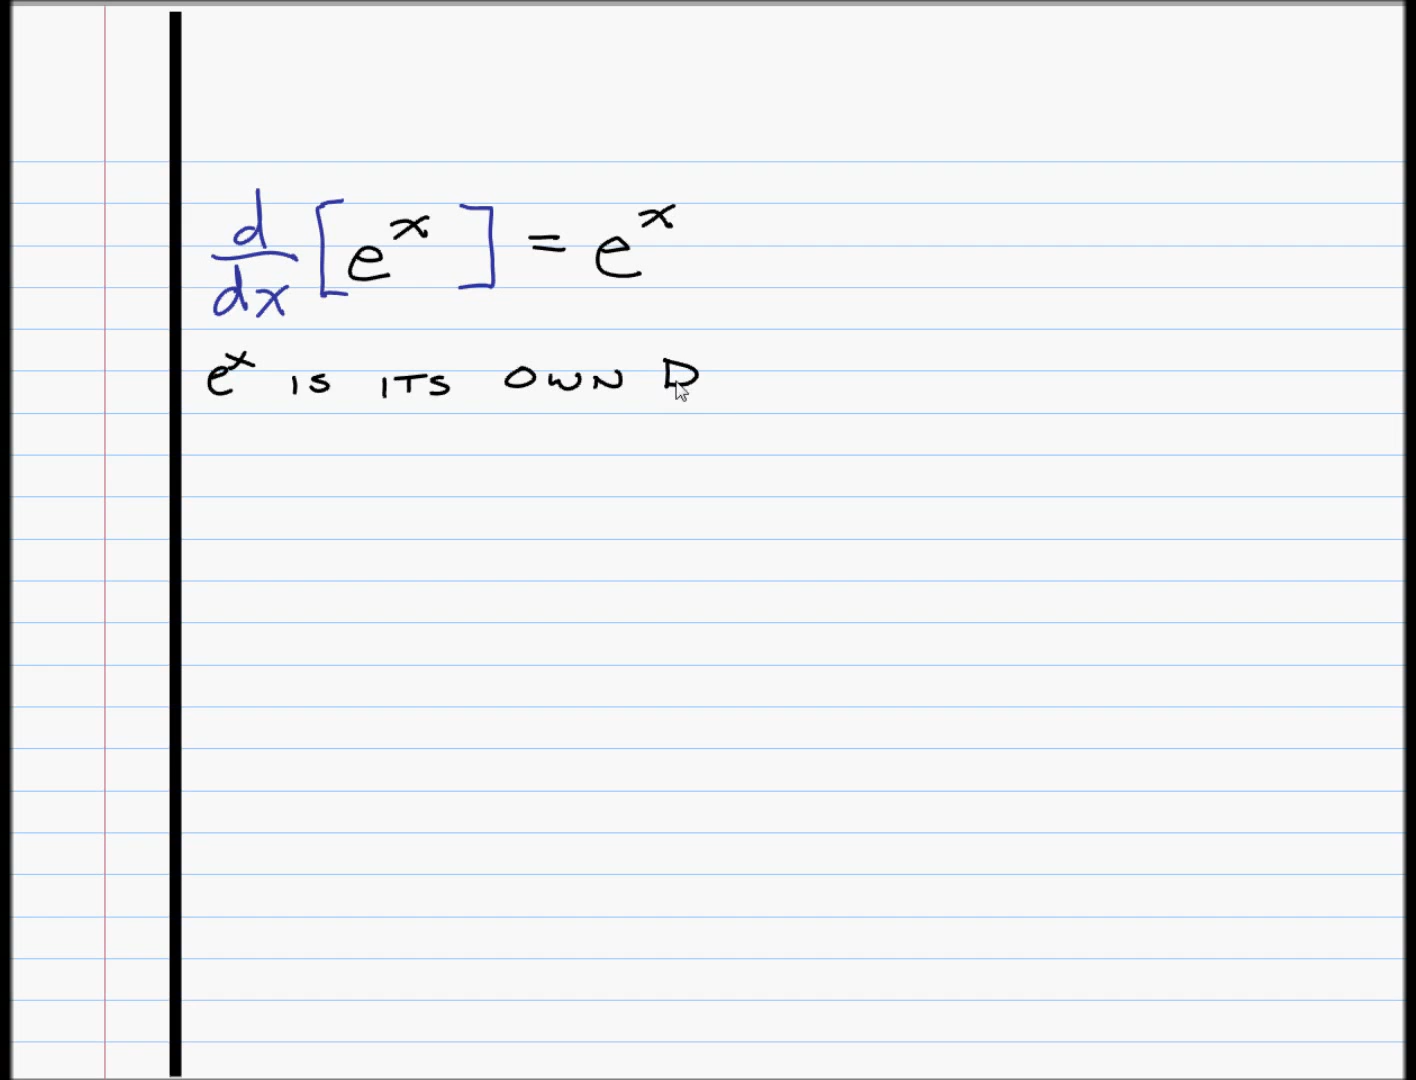 d/dx [e^x] = e^x
e^x IS ITS OWN D